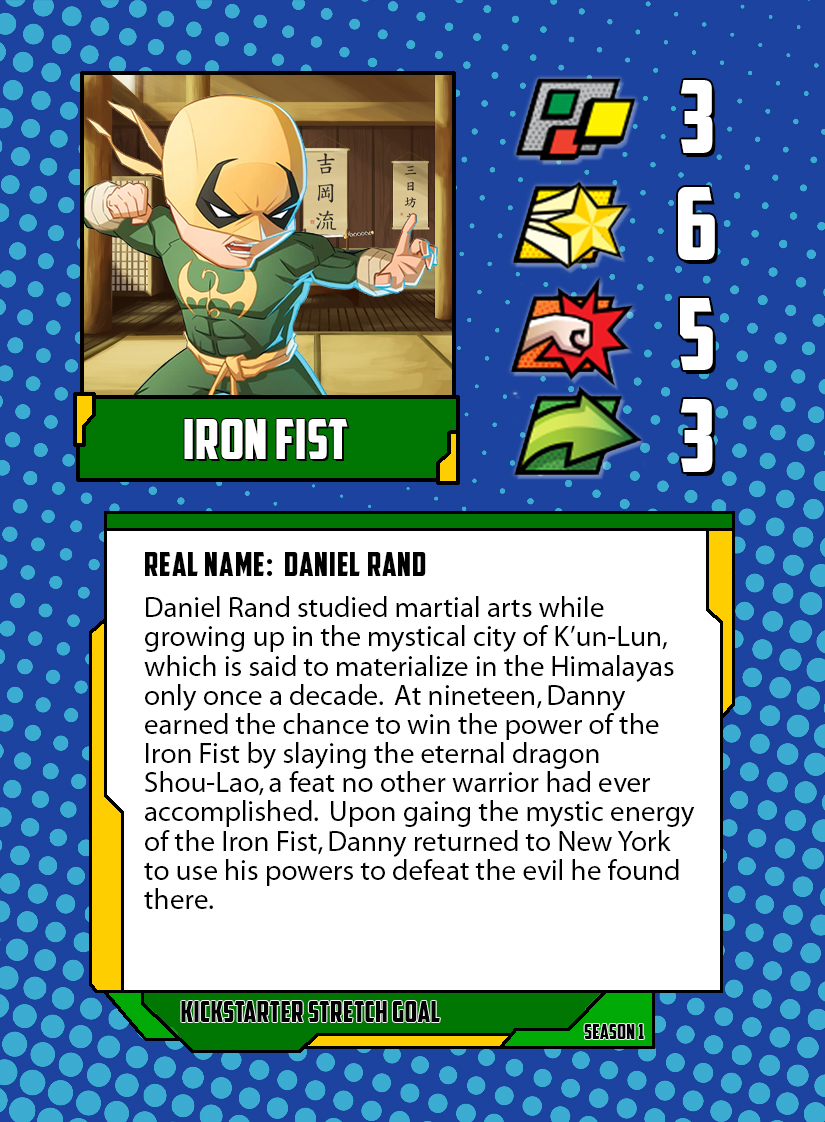 吉岡流
三日坊
IRON FIST
3
6
5
3
REAL NAME: DANIEL RAND
Daniel Rand studied martial arts while
growing up in the mystical city of K’un-Lun,
which is said to materialize in the Himalayas
only once a decade. At nineteen, Danny
earned the chance to win the power of the
Iron Fist by slaying the eternal dragon
Shou-Lao, a feat no other warrior had ever
accomplished. Upon gaing the mystic energy
of the Iron Fist, Danny returned to New York
to use his powers to defeat the evil he found
there.
KICKSTARTER STRETCH GOAL
SEASON 1